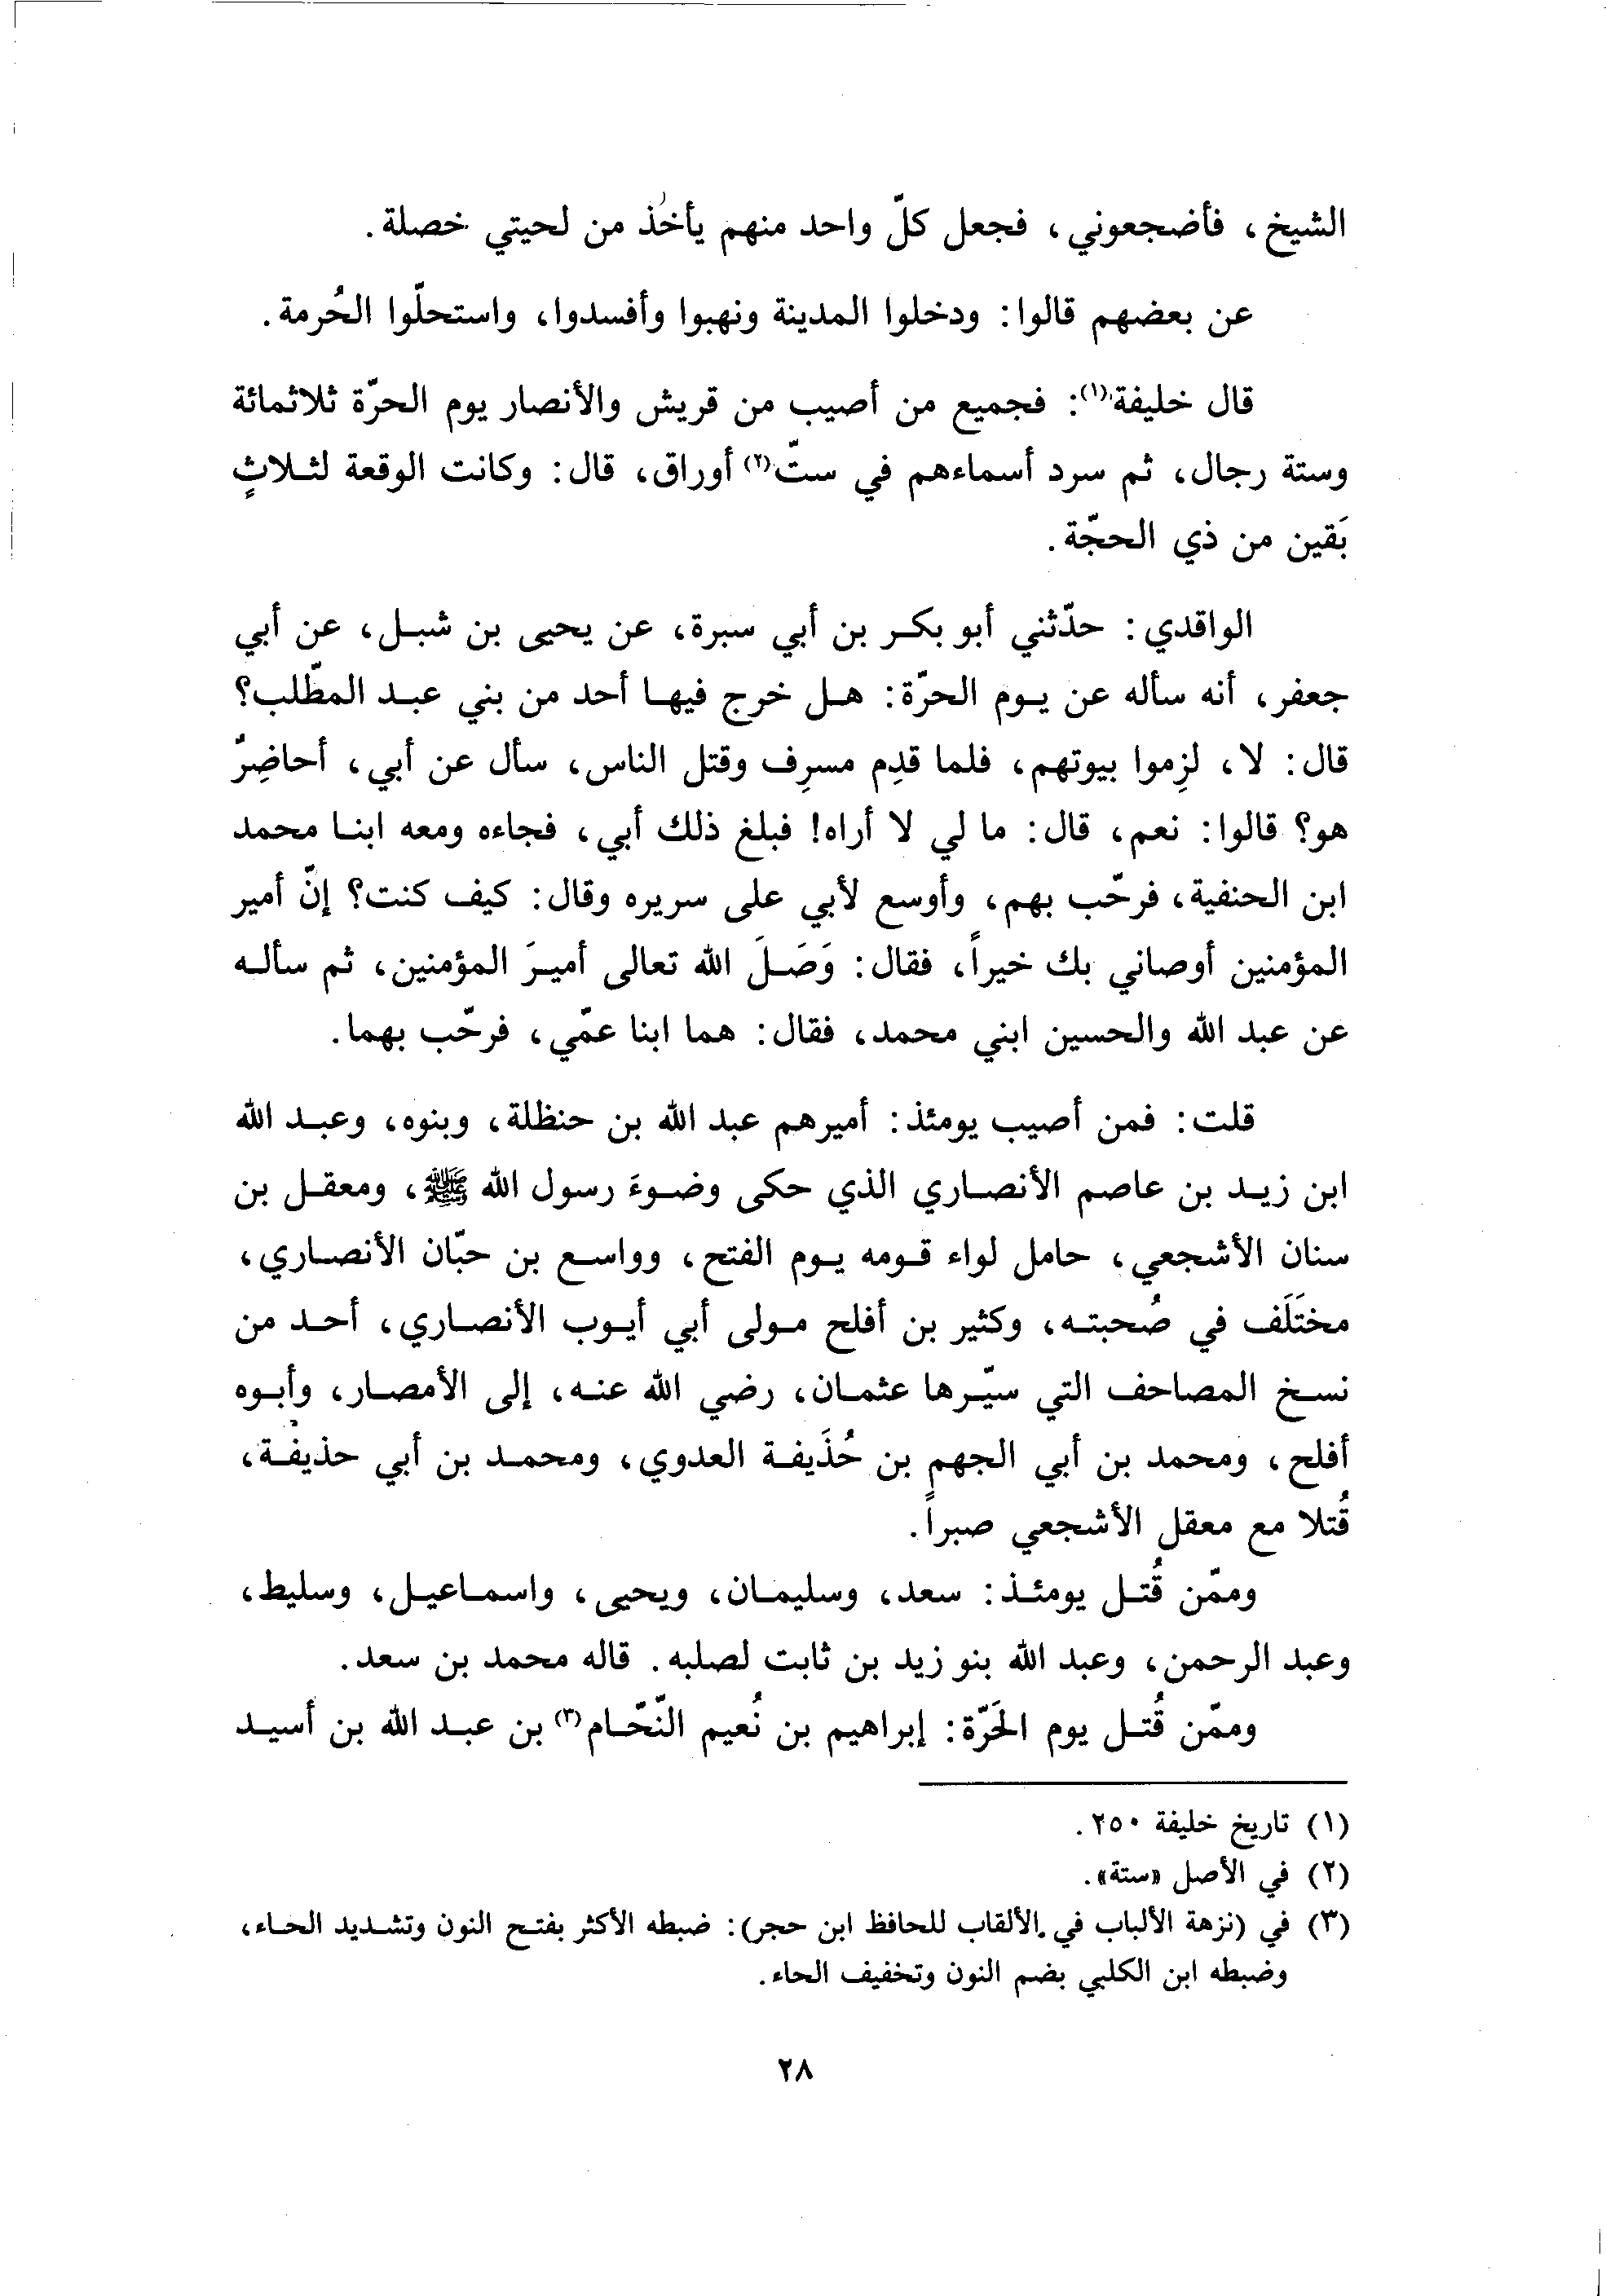 الشيخ، فأضجعوني، فجعل كلّ واحد منهم يأخذ من لحيتي خصلة.
عن بعضهم قالوا: ودخلوا المدينة ونهبوا وأفسدوا، واستحلّوا الحُرمة.
قال خليفة(١): فجميع من أصيب من قريش والأنصار يوم الحرّة ثلاثمائة
وستة رجال، ثم سرد أسماءهم في ستّ(٢) أوراق، قال: وكانت الوقعة لثلاثٍ
بَقين من ذي الحجّة.
الواقدي: حدّثني أبو بكر بن أبي سبرة، عن يحيى بن شبل، عن أبي
جعفر، أنه سأله عن يوم الحرّة: هل خرج فيها أحد من بني عبد المطّلب؟
قال: لا، لزِموا بيوتهم، فلما قدِم مسرِف وقتل الناس، سأل عن أبي، أحاضِرٌ
هو؟ قالوا: نعم، قال: ما لي لا أراه! فبلغ ذلك أبي، فجاءه ومعه ابنا محمد
ابن الحنفية، فرحّب بهم، وأوسع لأبي على سريره وقال: كيف كنت؟ إنّ أمير
المؤمنين أوصاني بك خيراً، فقال: وَصَلَ الله تعالى أميرَ المؤمنين، ثم سأله
عن عبد الله والحسين ابني محمد، فقال: هما ابنا عمّي، فرحّب بهما.
قلت: فمن أصيب يومئذ: أميرهم عبد الله بن حنظلة، وبنوه، وعبد الله
ابن زيد بن عاصم الأنصاري الذي حكى وضوءَ رسول الله ﷺ، ومعقل بن
سنان الأشجعي، حامل لواء قومه يوم الفتح، وواسع بن حبّان الأنصاري،
مختَلَف في صُحبته، وكثير بن أفلح مولى أبي أيوب الأنصاري، أحد من
نسخ المصاحف التي سيّرها عثمان، رضي الله عنه، إلى الأمصار، وأبوه
أفلح، ومحمد بن أبي الجهم بن حُذَيفة العدوي، ومحمد بن أبي حذيفة،
قُتلا مع معقل الأشجعي صبراً.
وممّن قُتل يومئذ: سعد، وسليمان، ويحيى، واسماعيل، وسليط،
وعبد الرحمن، وعبد الله بنو زيد بن ثابت لصلبه. قاله محمد بن سعد.
وممّن قُتل يوم الحَرّة: إبراهيم بن نُعيم النّحّام(٣) بن عبد الله بن أسيد
(١) تاريخ خليفة ٢٥٠.
(٢) في الأصل «ستة».
(٣) في (نزهة الألباب في الألقاب للحافظ ابن حجر): ضبطه الأكثر بفتح النون وتشديد الحاء،
وضبطه ابن الكلبي بضم النون وتخفيف الحاء.
٢٨